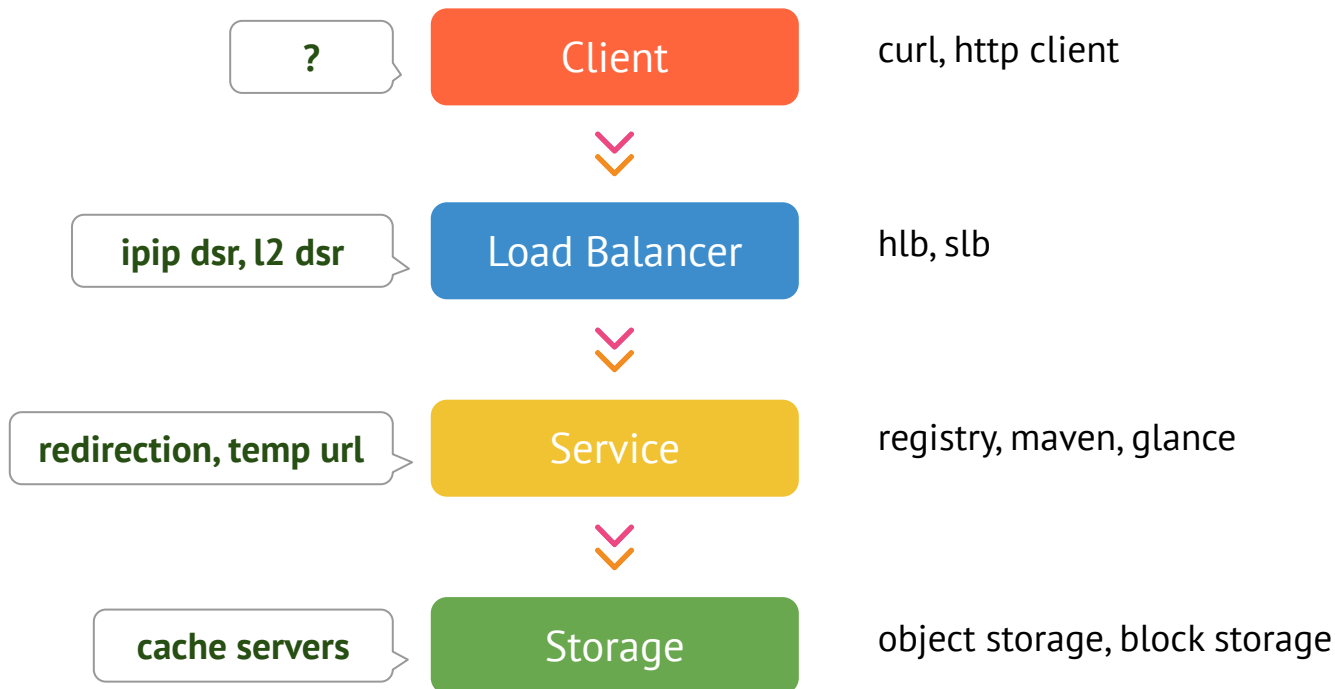 ?
Client
curl, http client
ipip dsr, l2 dsr
Load Balancer
hlb, slb
redirection, temp url
Service
registry, maven, glance
cache servers
Storage
object storage, block storage